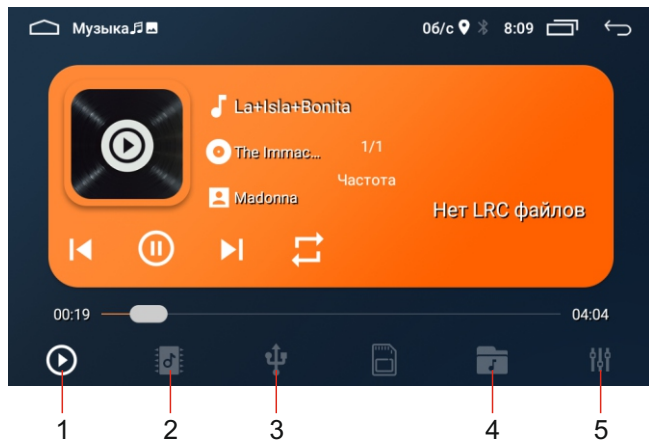 Музыка
0б/с 8:09
La+Isla+Bonita
The Immac...
1/1
Частота
Madonna
Нет LRC файлов
00:19
04:04
1 2 3 4 5